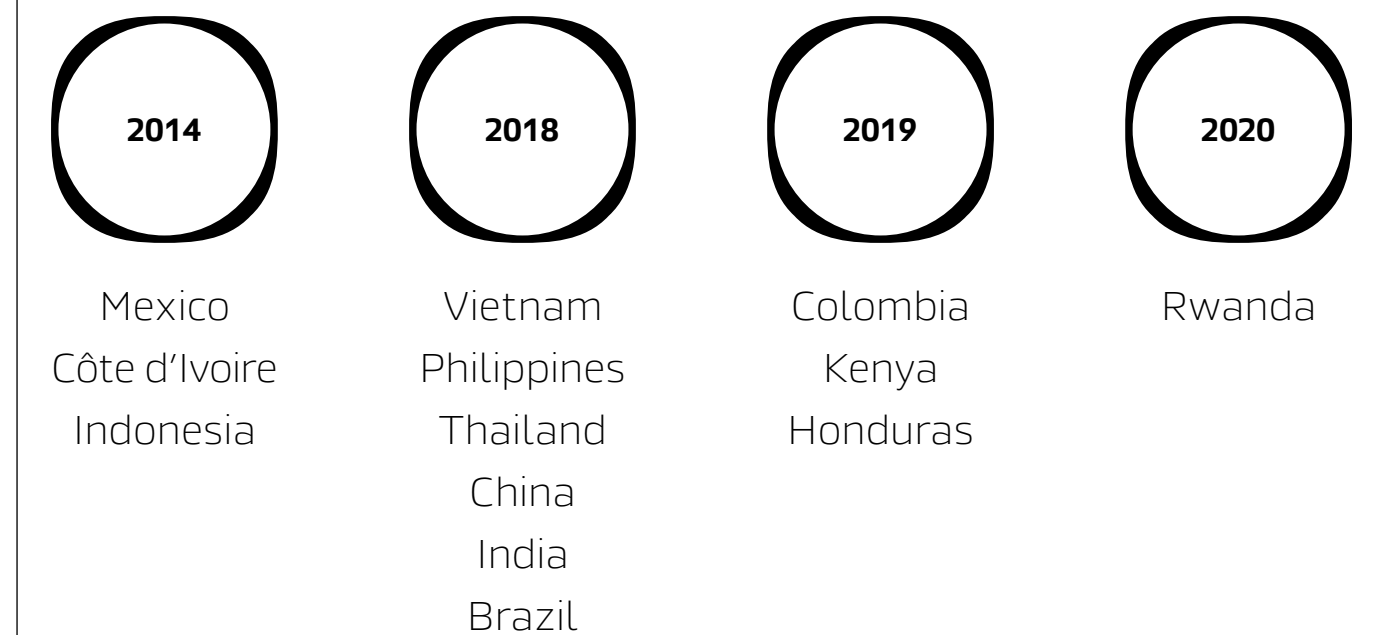 2014
Mexico
Côte d’Ivoire
Indonesia
2018
Vietnam
Philippines
Thailand
China
India
Brazil
2019
Colombia
Kenya
Honduras
2020
Rwanda